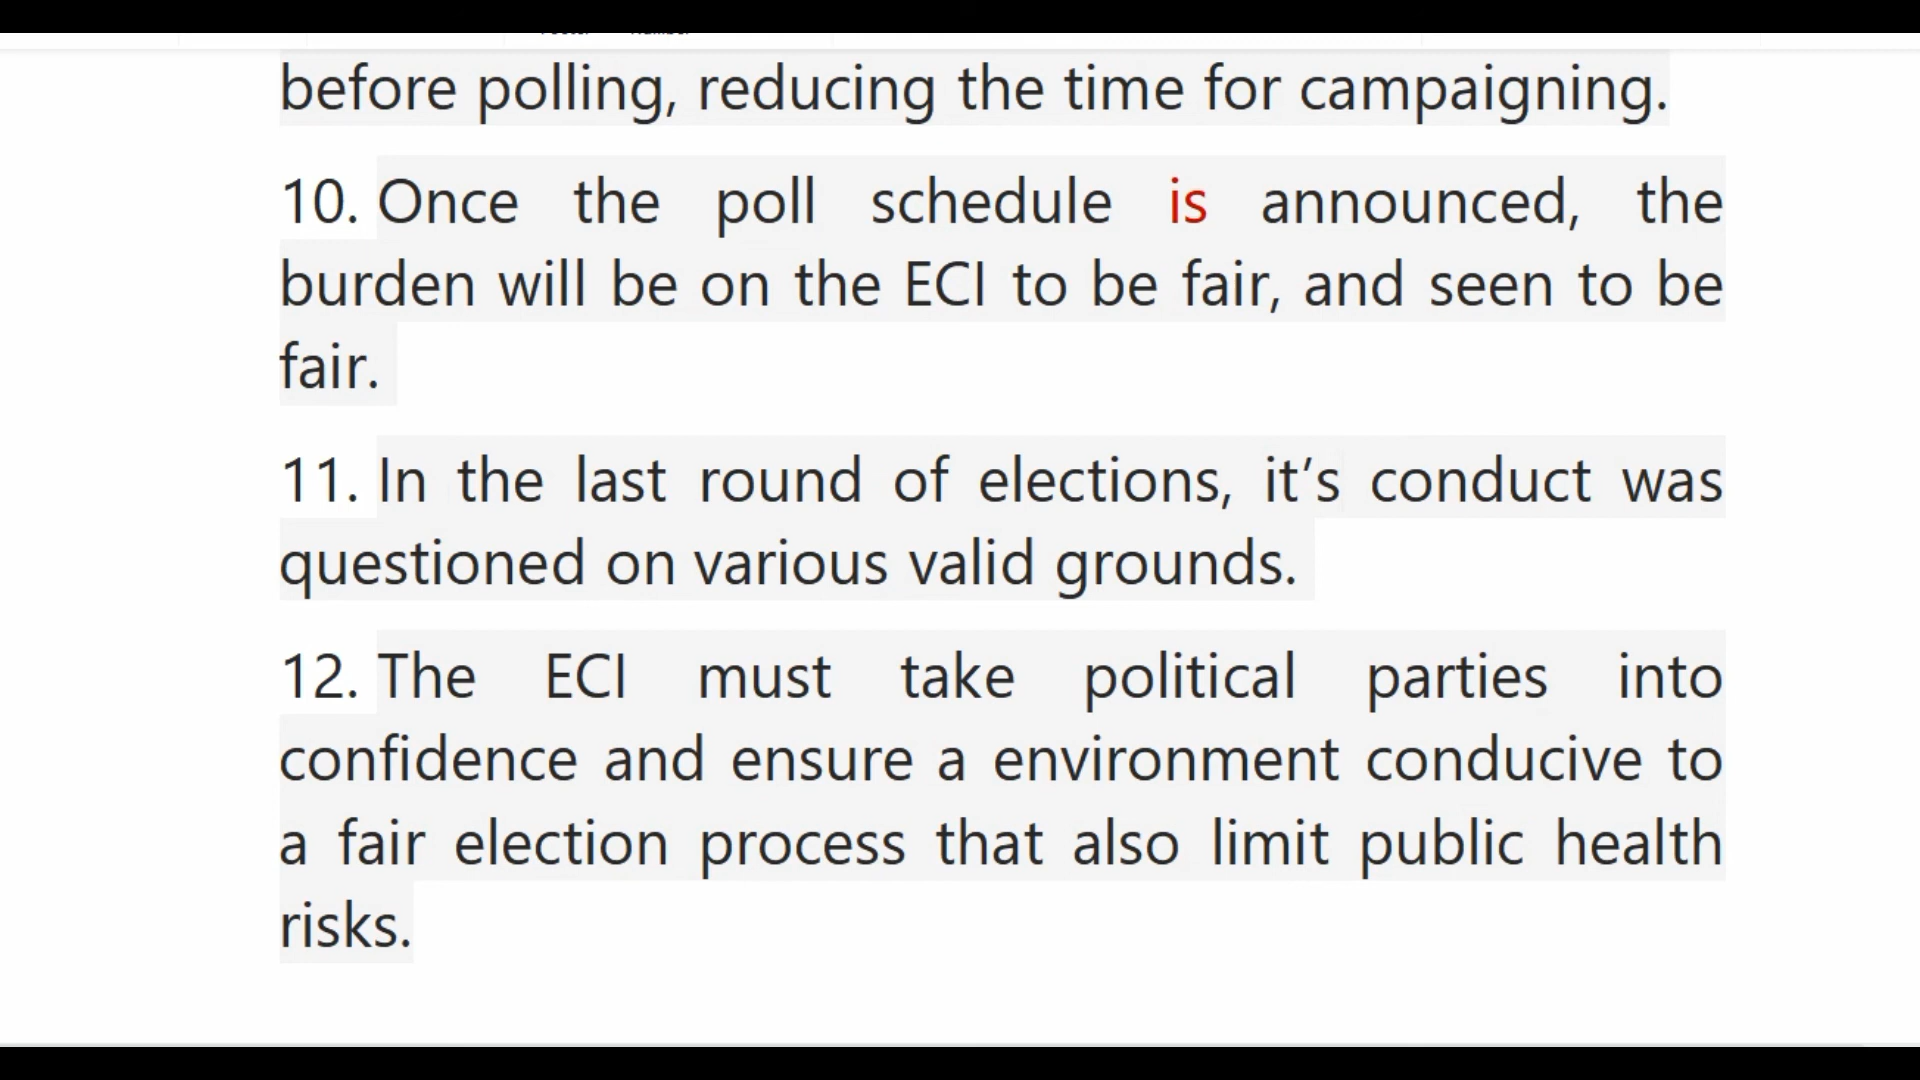 before polling, reducing the time for campaigning.
10. Once the poll schedule is announced, the
burden will be on the ECI to be fair, and seen to be
fair.
11. In the last round of elections, it’s conduct was
questioned on various valid grounds.
12. The ECI must take political parties into
confidence and ensure a environment conducive to
a fair election process that also limit public health
risks.